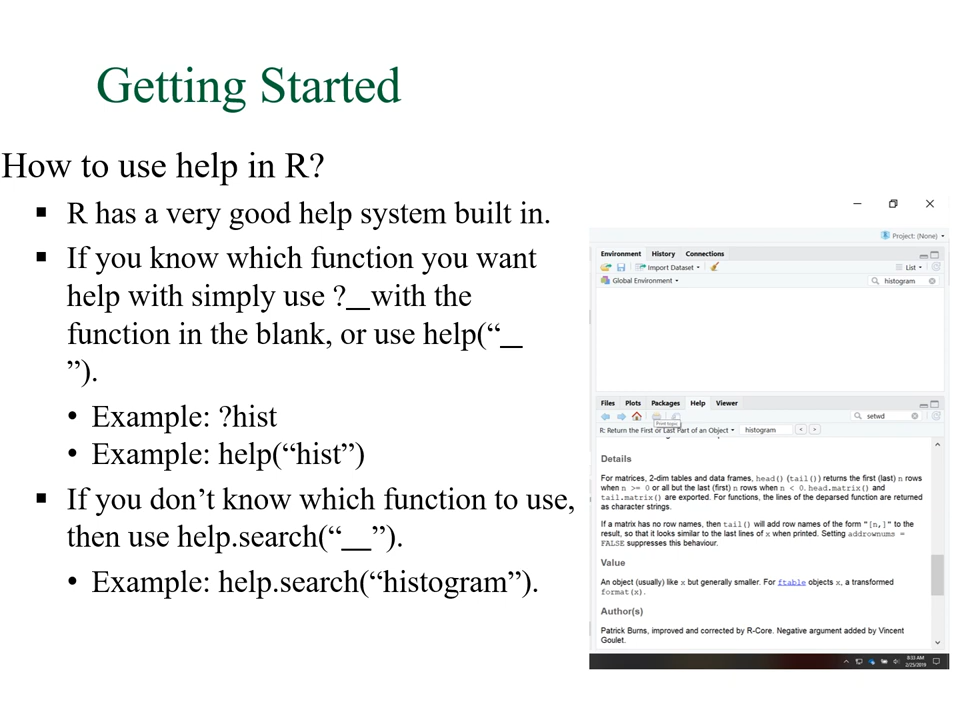 Getting Started
How to use help in R?
▪ R has a very good help system built in.
▪ If you know which function you want
help with simply use ?__with the
function in the blank, or use help(“__
”).
• Example: ?hist
• Example: help(“hist”)
▪ If you don’t know which function to use,
then use help.search(“__”).
• Example: help.search(“histogram”).
Project: (None)
Environment History Connections
Import Dataset List
Global Environment histogram
Files Plots Packages Help Viewer
setwd
R: Return the First or Last Part of an Object histogram
Details
For matrices, 2-dim tables and data frames, head() (tail()) returns the first (last) n rows
when n >= 0 or all but the last (first) n rows when n < 0. head.matrix() and
tail.matrix() are exported. For functions, the lines of the deparsed function are returned
as character strings.
If a matrix has no row names, then tail() will add row names of the form "[n,]" to the
result, so that it looks similar to the last lines of x when printed. Setting addrownums =
FALSE suppresses this behaviour.
Value
An object (usually) like x but generally smaller. For ftable objects x, a transformed
format(x).
Author(s)
Patrick Burns, improved and corrected by R-Core. Negative argument added by Vincent
Goulet.
8:33 AM
2/25/2019